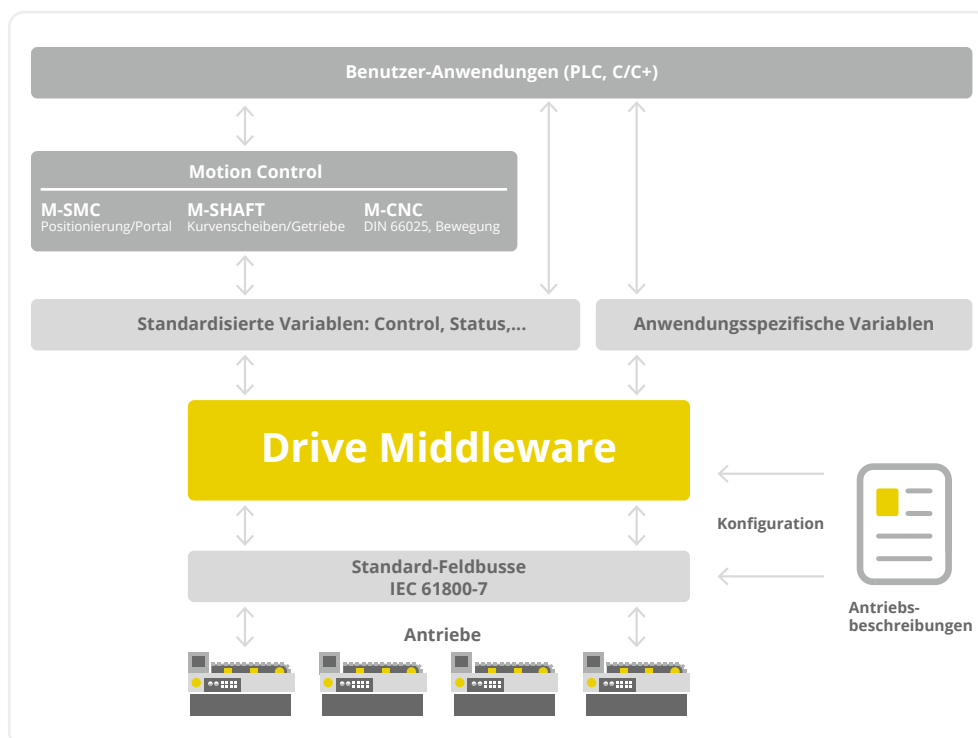 Benutzer-Anwendungen (PLC, C/C+)
Motion Control
M-SMC
Positionierung/Portal
M-SHAFT
Kurvenscheiben/Getriebe
M-CNC
DIN 66025, Bewegung
Standardisierte Variablen: Control, Status,...
Anwendungsspezifische Variablen
Drive Middleware
Konfiguration
Standard-Feldbusse
IEC 61800-7
Antriebs-
beschreibungen
Antriebe